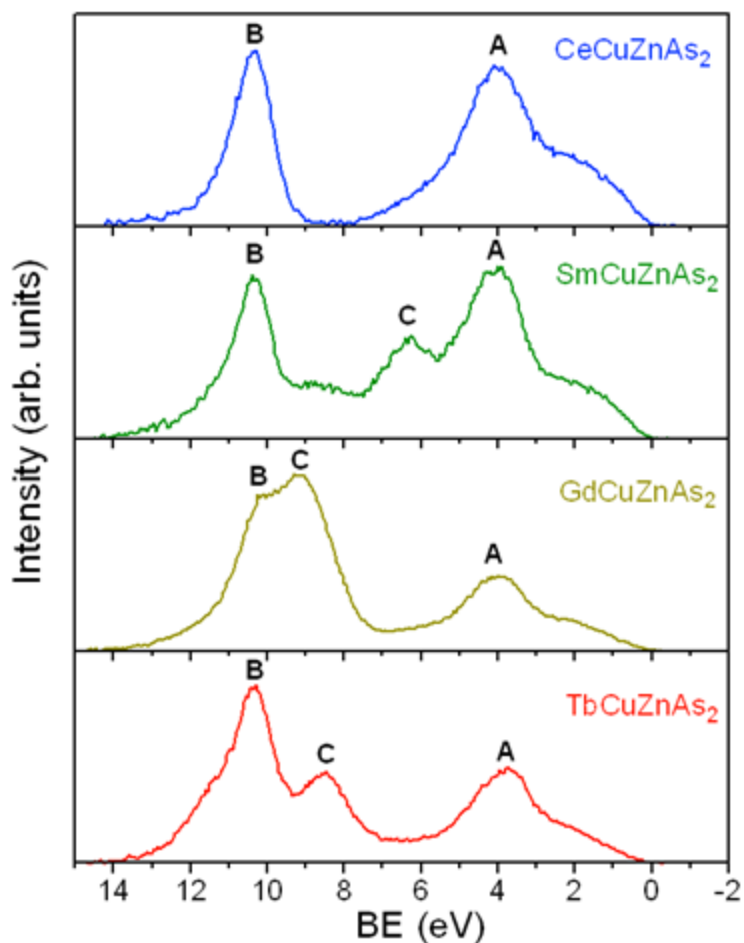 B
A
CeCuZnAs₂
B
C
A
SmCuZnAs₂
B
C
A
GdCuZnAs₂
B
C
A
TbCuZnAs₂
Intensity (arb. units)
14 12 10 8 6 4 2 0 -2
BE (eV)